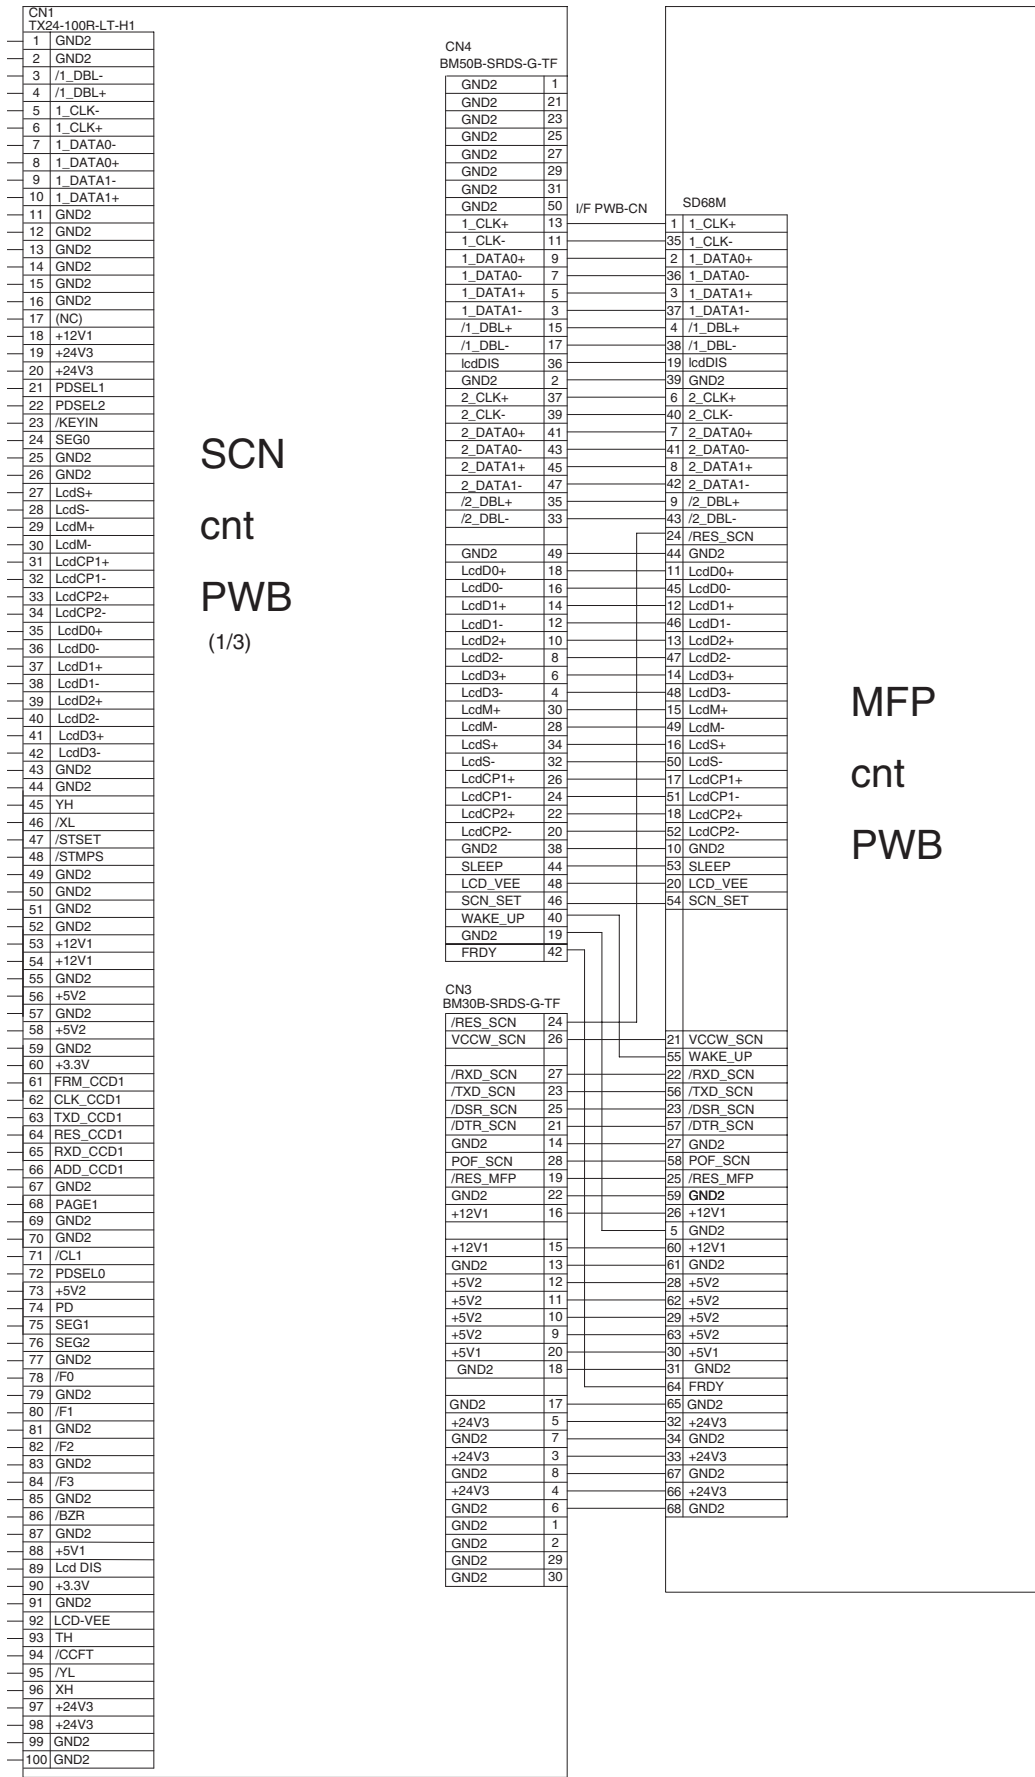 CN1
TX24-100R-LT-H1
1 GND2
2 GND2
3 /1_DBL-
4 /1_DBL+
5 1_CLK-
6 1_CLK+
7 1_DATA0-
8 1_DATA0+
9 1_DATA1-
10 1_DATA1+
11 GND2
12 GND2
13 GND2
14 GND2
15 GND2
16 GND2
17 (NC)
18 +12V1
19 +24V3
20 +24V3
21 PDSEL1
22 PDSEL2
23 /KEYIN
24 SEG0
25 GND2
26 GND2
27 LcdS+
28 LcdS-
29 LcdM+
30 LcdM-
31 LcdCP1+
32 LcdCP1-
33 LcdCP2+
34 LcdCP2-
35 LcdD0+
36 LcdD0-
37 LcdD1+
38 LcdD1-
39 LcdD2+
40 LcdD2-
41 LcdD3+
42 LcdD3-
43 GND2
44 GND2
45 YH
46 /XL
47 /STSET
48 /STMPS
49 GND2
50 GND2
51 GND2
52 GND2
53 +12V1
54 +12V1
55 GND2
56 +5V2
57 GND2
58 +5V2
59 GND2
60 +3.3V
61 FRM_CCD1
62 CLK_CCD1
63 TXD_CCD1
64 RES_CCD1
65 RXD_CCD1
66 ADD_CCD1
67 GND2
68 PAGE1
69 GND2
70 GND2
71 /CL1
72 PDSEL0
73 +5V2
74 PD
75 SEG1
76 SEG2
77 GND2
78 /F0
79 GND2
80 /F1
81 GND2
82 /F2
83 GND2
84 /F3
85 GND2
86 /BZR
87 GND2
88 +5V1
89 Lcd DIS
90 +3.3V
91 GND2
92 LCD-VEE
93 TH
94 /CCFT
95 /YL
96 XH
97 +24V3
98 +24V3
99 GND2
100 GND2
SCN
cnt
PWB
(1/3)
CN4
BM50B-SRDS-G-TF
GND2 1
GND2 21
GND2 23
GND2 25
GND2 27
GND2 29
GND2 31
GND2 50
1_CLK+ 13
1_CLK- 11
1_DATA0+ 9
1_DATA0- 7
1_DATA1+ 5
1_DATA1- 3
/1_DBL+ 15
/1_DBL- 17
lcdDIS 36
GND2 2
2_CLK+ 37
2_CLK- 39
2_DATA0+ 41
2_DATA0- 43
2_DATA1+ 45
2_DATA1- 47
/2_DBL+ 35
/2_DBL- 33
GND2 49
LcdD0+ 18
LcdD0- 16
LcdD1+ 14
LcdD1- 12
LcdD2+ 10
LcdD2- 8
LcdD3+ 6
LcdD3- 4
LcdM+ 30
LcdM- 28
LcdS+ 34
LcdS- 32
LcdCP1+ 26
LcdCP1- 24
LcdCP2+ 22
LcdCP2- 20
GND2 38
SLEEP 44
LCD_VEE 48
SCN_SET 46
WAKE_UP 40
GND2 19
FRDY 42
CN3
BM30B-SRDS-G-TF
/RES_SCN 24
VCCW_SCN 26
/RXD_SCN 27
/TXD_SCN 23
/DSR_SCN 25
/DTR_SCN 21
GND2 14
POF_SCN 28
/RES_MFP 19
GND2 22
+12V1 16
+12V1 15
GND2 13
+5V2 12
+5V2 11
+5V2 10
+5V2 9
+5V1 20
GND2 18
GND2 17
+24V3 5
GND2 7
+24V3 3
GND2 8
+24V3 4
GND2 6
GND2 1
GND2 2
GND2 29
GND2 30
I/F PWB-CN
SD68M
1 1_CLK+
35 1_CLK-
2 1_DATA0+
36 1_DATA0-
3 1_DATA1+
37 1_DATA1-
4 /1_DBL+
38 /1_DBL-
19 lcdDIS
39 GND2
6 2_CLK+
40 2_CLK-
7 2_DATA0+
41 2_DATA0-
8 2_DATA1+
42 2_DATA1-
9 /2_DBL+
43 /2_DBL-
24 /RES_SCN
44 GND2
11 LcdD0+
45 LcdD0-
12 LcdD1+
46 LcdD1-
13 LcdD2+
47 LcdD2-
14 LcdD3+
48 LcdD3-
15 LcdM+
49 LcdM-
16 LcdS+
50 LcdS-
17 LcdCP1+
51 LcdCP1-
18 LcdCP2+
52 LcdCP2-
10 GND2
53 SLEEP
20 LCD_VEE
54 SCN_SET
21 VCCW_SCN
55 WAKE_UP
22 /RXD_SCN
56 /TXD_SCN
23 /DSR_SCN
57 /DTR_SCN
27 GND2
58 POF_SCN
25 /RES_MFP
59 GND2
26 +12V1
5 GND2
60 +12V1
61 GND2
28 +5V2
62 +5V2
29 +5V2
63 +5V2
30 +5V1
31 GND2
64 FRDY
65 GND2
32 +24V3
34 GND2
33 +24V3
67 GND2
66 +24V3
68 GND2
MFP
cnt
PWB